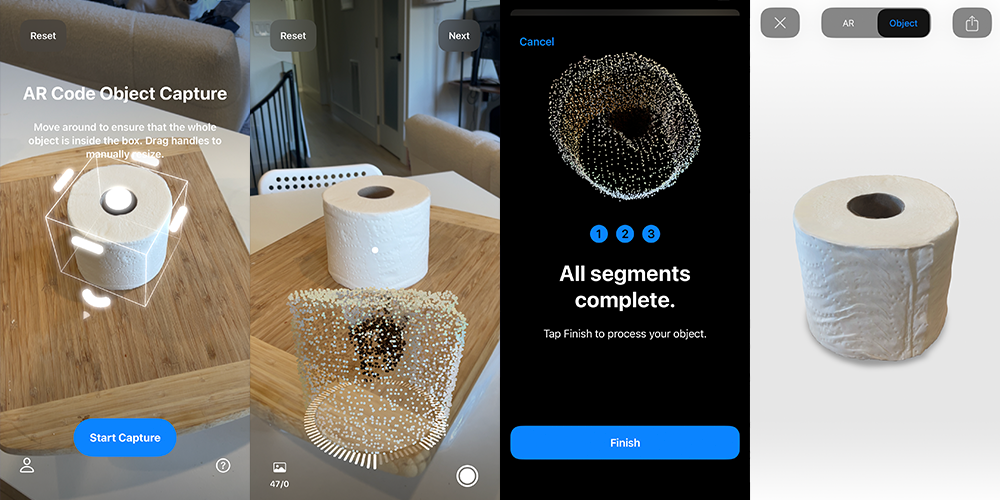 Reset
AR Code Object Capture
Move around to ensure that the whole
object is inside the box. Drag handles to
manually resize.
Start Capture
?
Reset
Next
47/0
Cancel
1 2 3
All segments
complete.
Tap Finish to process your object.
Finish
AR
Object